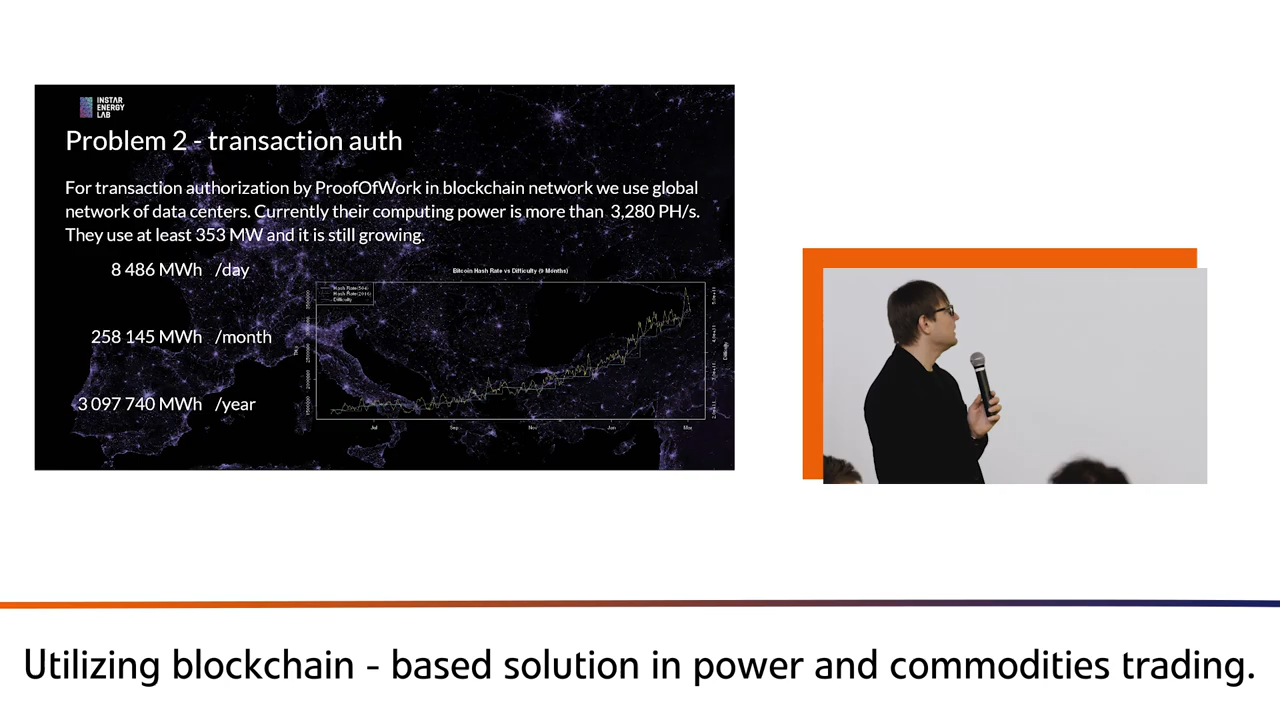 INSTAR
ENERGY
LAB
Problem 2 - transaction auth
For transaction authorization by ProofOfWork in blockchain network we use global
network of data centers. Currently their computing power is more than 3,280 PH/s.
They use at least 353 MW and it is still growing.
8 486 MWh /day
258 145 MWh /month
3 097 740 MWh /year
Bitcoin Hash Rate vs Difficulty (9 Months)
Difficulty
Jul Sep Nov Jan Mar
Utilizing blockchain - based solution in power and commodities trading.